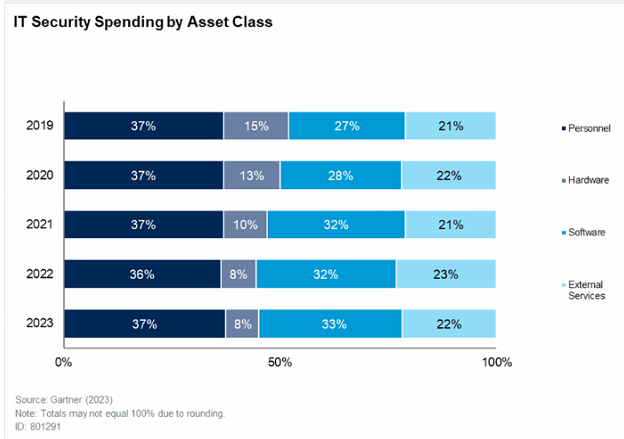 IT Security Spending by Asset Class
2019 37% 15% 27% 21%
Personnel
2020 37% 13% 28% 22%
Hardware
2021 37% 10% 32% 21%
Software
2022 36% 8% 32% 23%
External
Services
2023 37% 8% 33% 22%
0% 50% 100%
Source: Gartner (2023)
Note: Totals may not equal 100% due to rounding.
ID: 801291